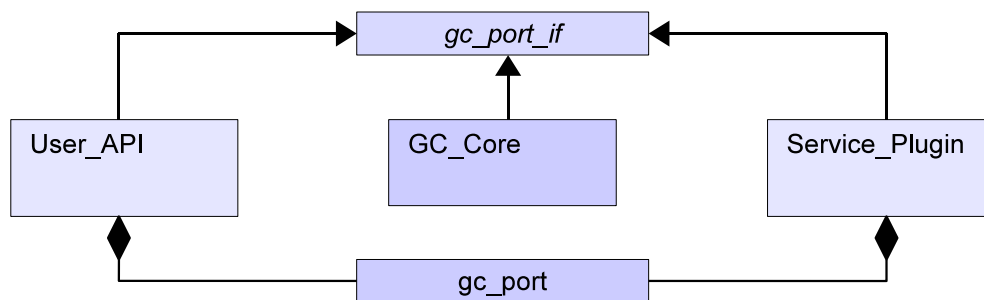 gc_port_if
User_API
GC_Core
Service_Plugin
gc_port